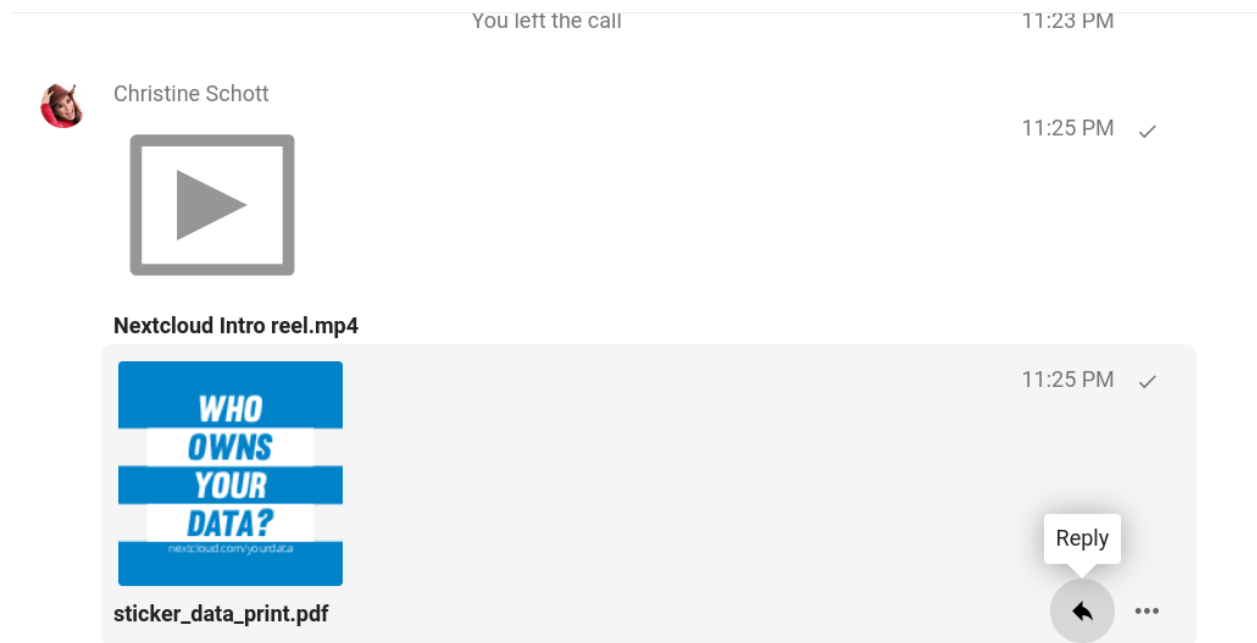 You left the call 11:23 PM
Christine Schott
11:25 PM
Nextcloud Intro reel.mp4
11:25 PM
WHO
OWNS
YOUR
DATA?
nextcloud.com/yourdata
Reply
sticker_data_print.pdf